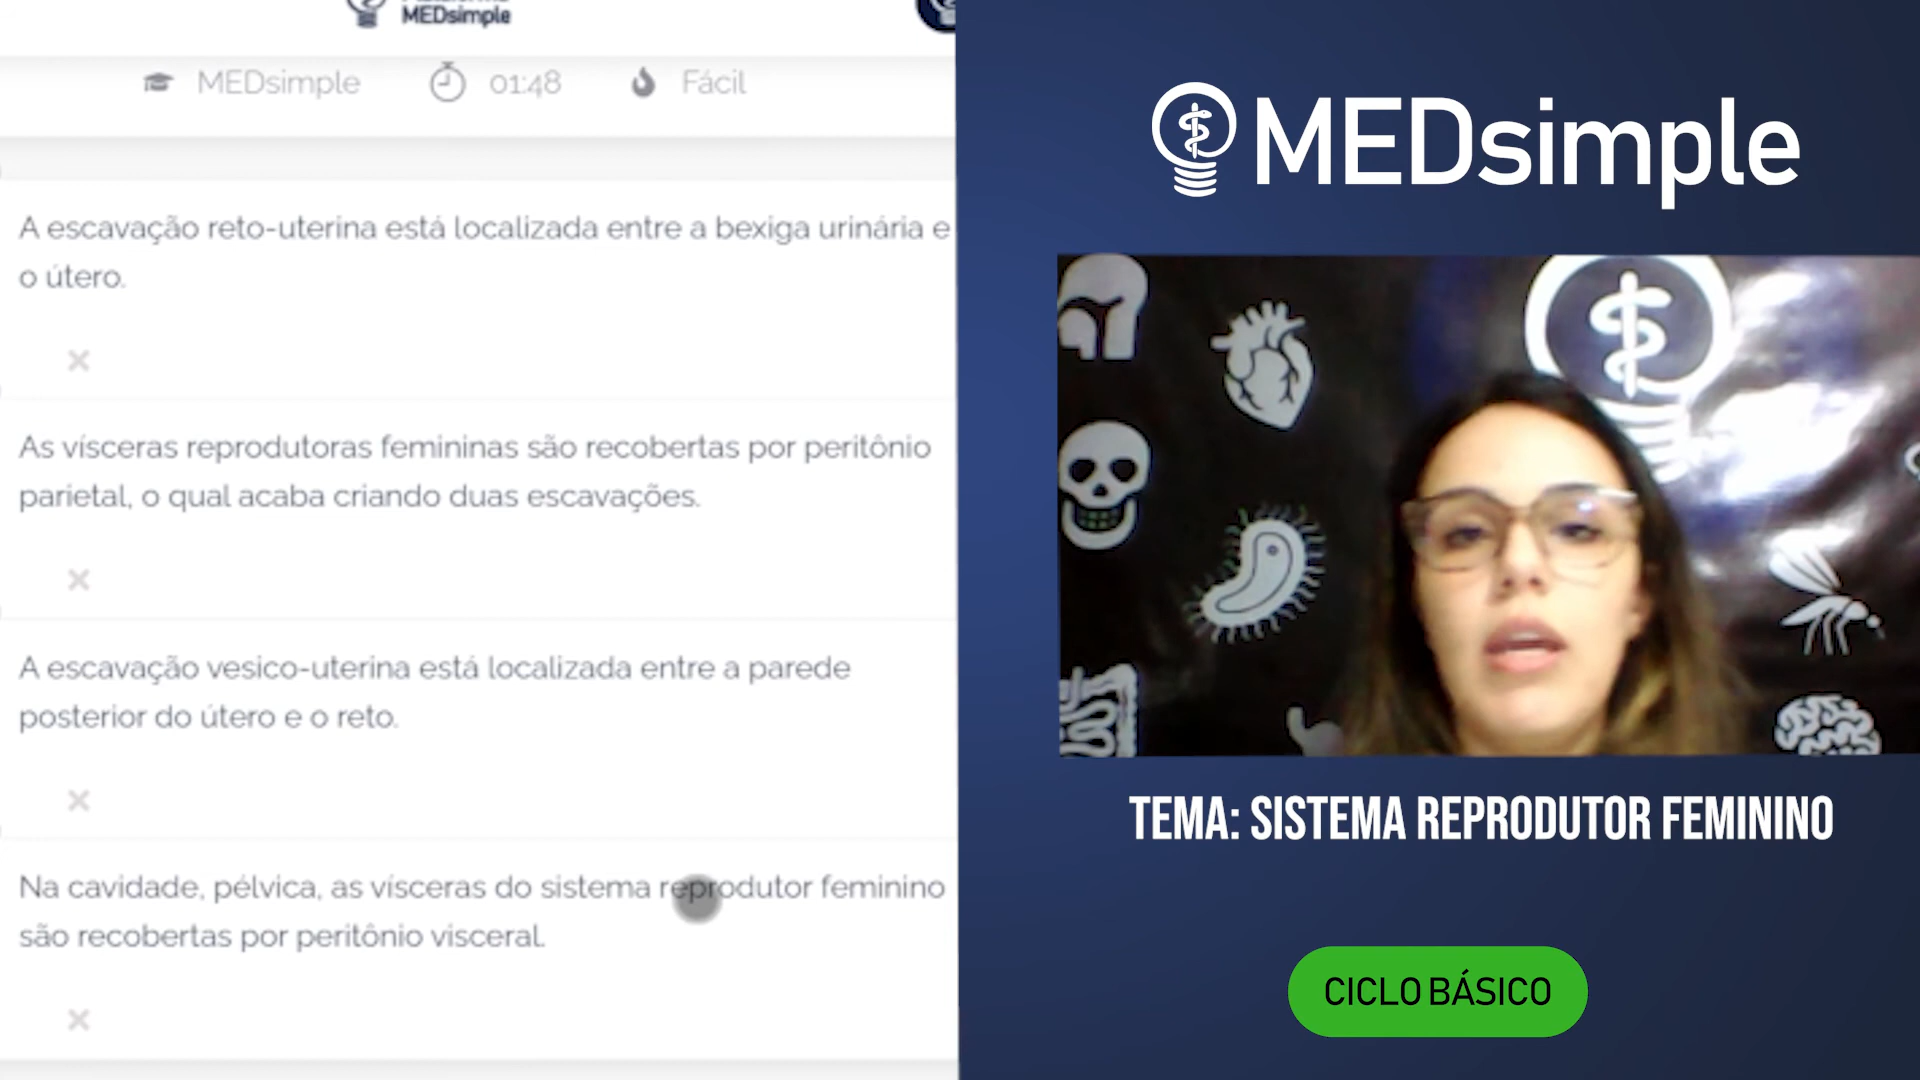 MEDsimple
MEDsimple 01:48 Fácil
A escavação reto-uterina está localizada entre a bexiga urinária e
o útero.
As vísceras reprodutoras femininas são recobertas por peritônio
parietal, o qual acaba criando duas escavações.
A escavação vesico-uterina está localizada entre a parede
posterior do útero e o reto.
Na cavidade, pélvica, as vísceras do sistema reprodutor feminino
são recobertas por peritônio visceral.
MEDsimple
TEMA: SISTEMA REPRODUTOR FEMININO
CICLO BÁSICO